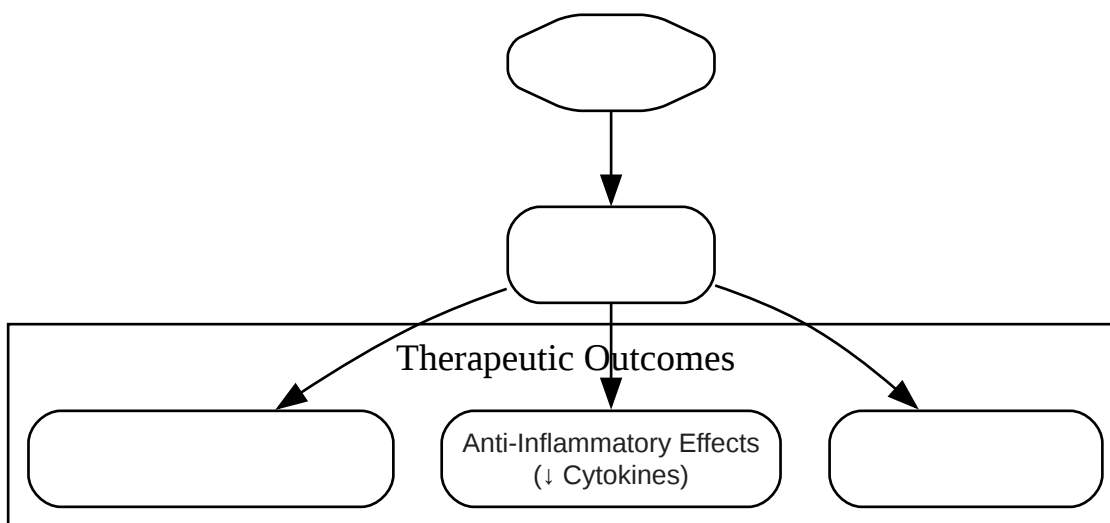 Therapeutic Outcomes
Anti-Inflammatory Effects
(↓ Cytokines)